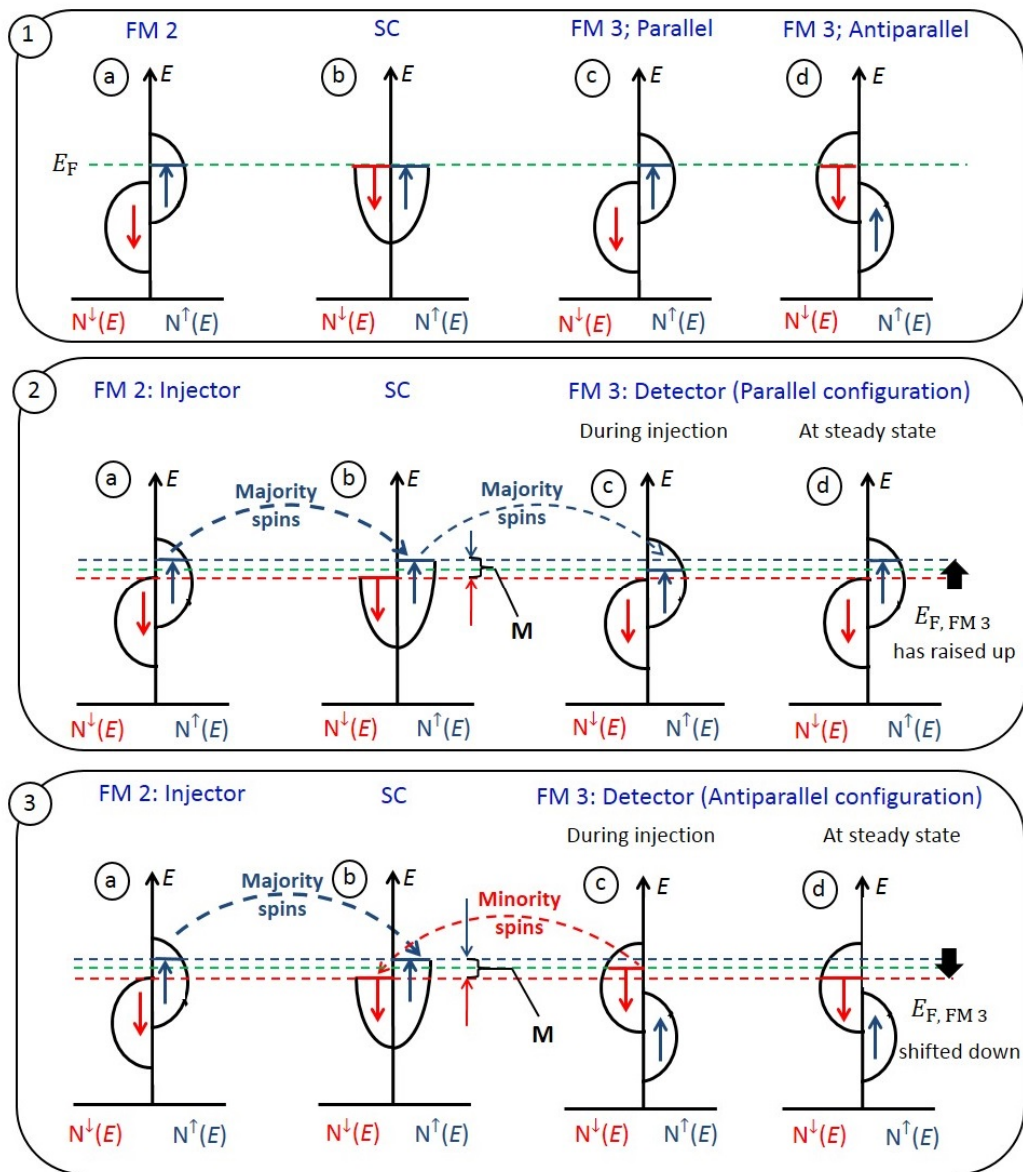 1
FM 2
SC
FM 3; Parallel
FM 3; Antiparallel
a
E
b
E
c
E
d
E
E_F
N↓(E) N↑(E)
N↓(E) N↑(E)
N↓(E) N↑(E)
N↓(E) N↑(E)
2
FM 2: Injector
SC
FM 3: Detector (Parallel configuration)
During injection
At steady state
a
E
Majority
spins
b
E
Majority
spins
c
E
d
E
M
E_F, FM 3
has raised up
N↓(E) N↑(E)
N↓(E) N↑(E)
N↓(E) N↑(E)
N↓(E) N↑(E)
3
FM 2: Injector
SC
FM 3: Detector (Antiparallel configuration)
During injection
At steady state
a
E
Majority
spins
b
E
Minority
spins
c
E
d
E
M
E_F, FM 3
shifted down
N↓(E) N↑(E)
N↓(E) N↑(E)
N↓(E) N↑(E)
N↓(E) N↑(E)